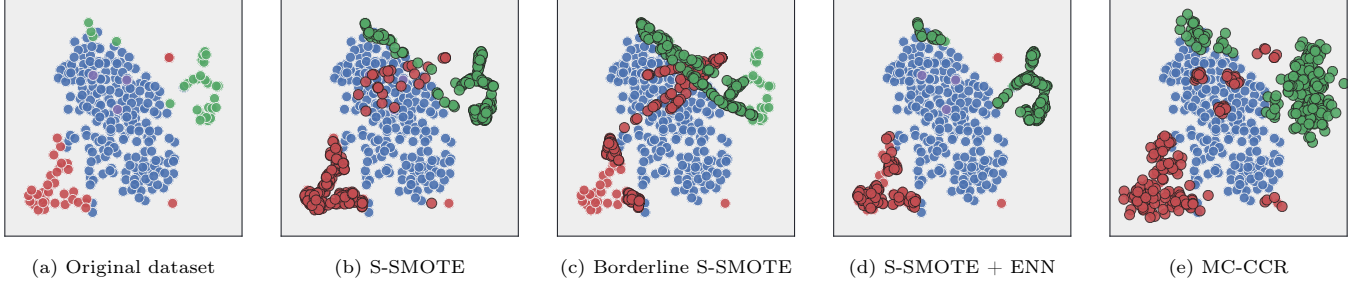 (a) Original dataset
(b) S-SMOTE
(c) Borderline S-SMOTE
(d) S-SMOTE + ENN
(e) MC-CCR